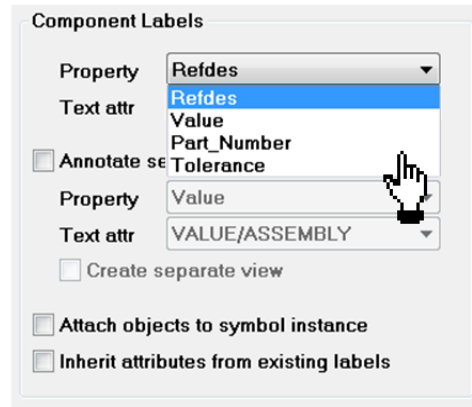 Component Labels
Property Refdes
Text attr
Refdes
Value
Part_Number
Tolerance
Annotate se
Property Value
Text attr VALUE/ASSEMBLY
Create separate view
Attach objects to symbol instance
Inherit attributes from existing labels